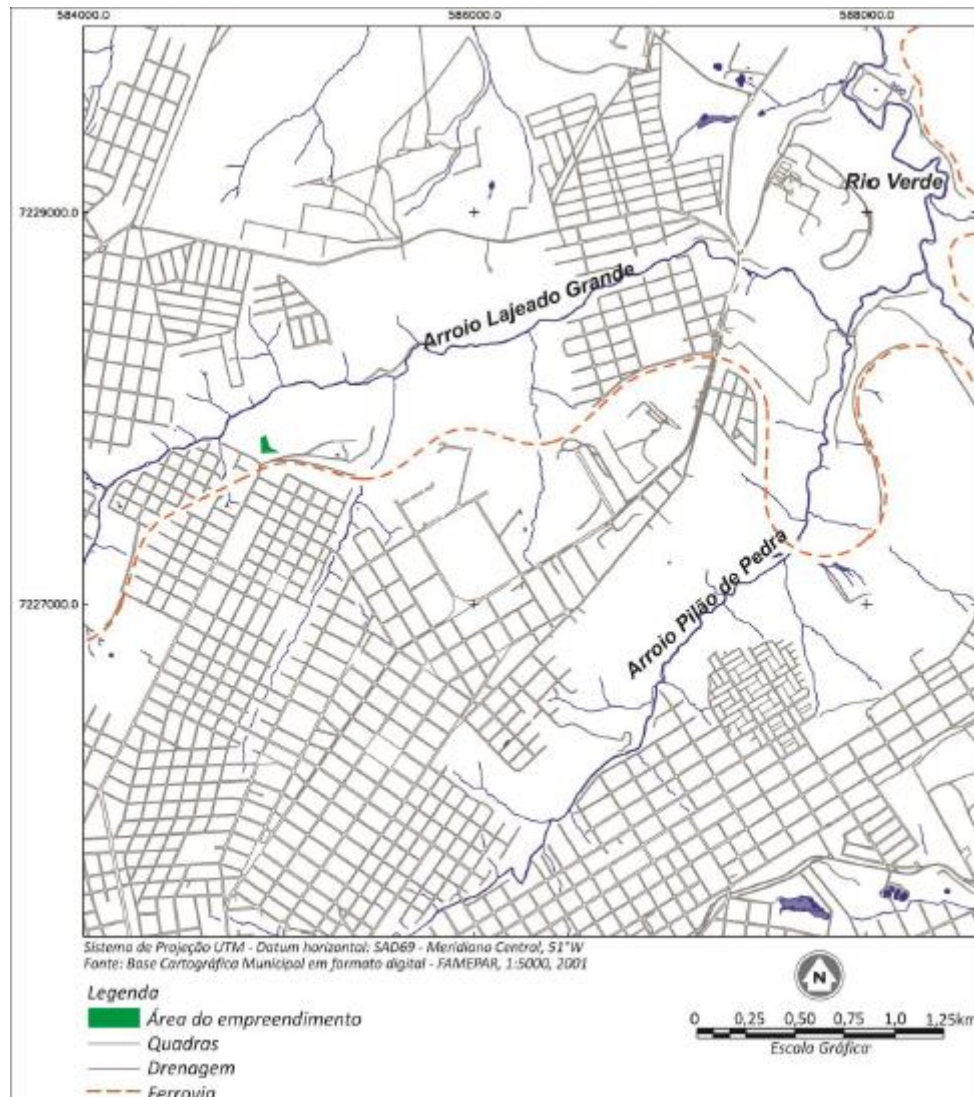 584000.0 586000.0 588000.0
Rio Verde
7229000.0
Arroio Lajeado Grande
7227000.0
Arroio Pilão de Pedra
Sistema de Projeção UTM - Datum horizontal: SAD69 - Meridiano Central, 51°W
Fonte: Base Cartográfica Municipal em formato digital - FAMEPAR, 1:5000, 2001
Legenda
Área do empreendimento
Quadras
Drenagem
Ferrovia
N
0 0,25 0,50 0,75 1,0 1,25km
Escala Gráfica